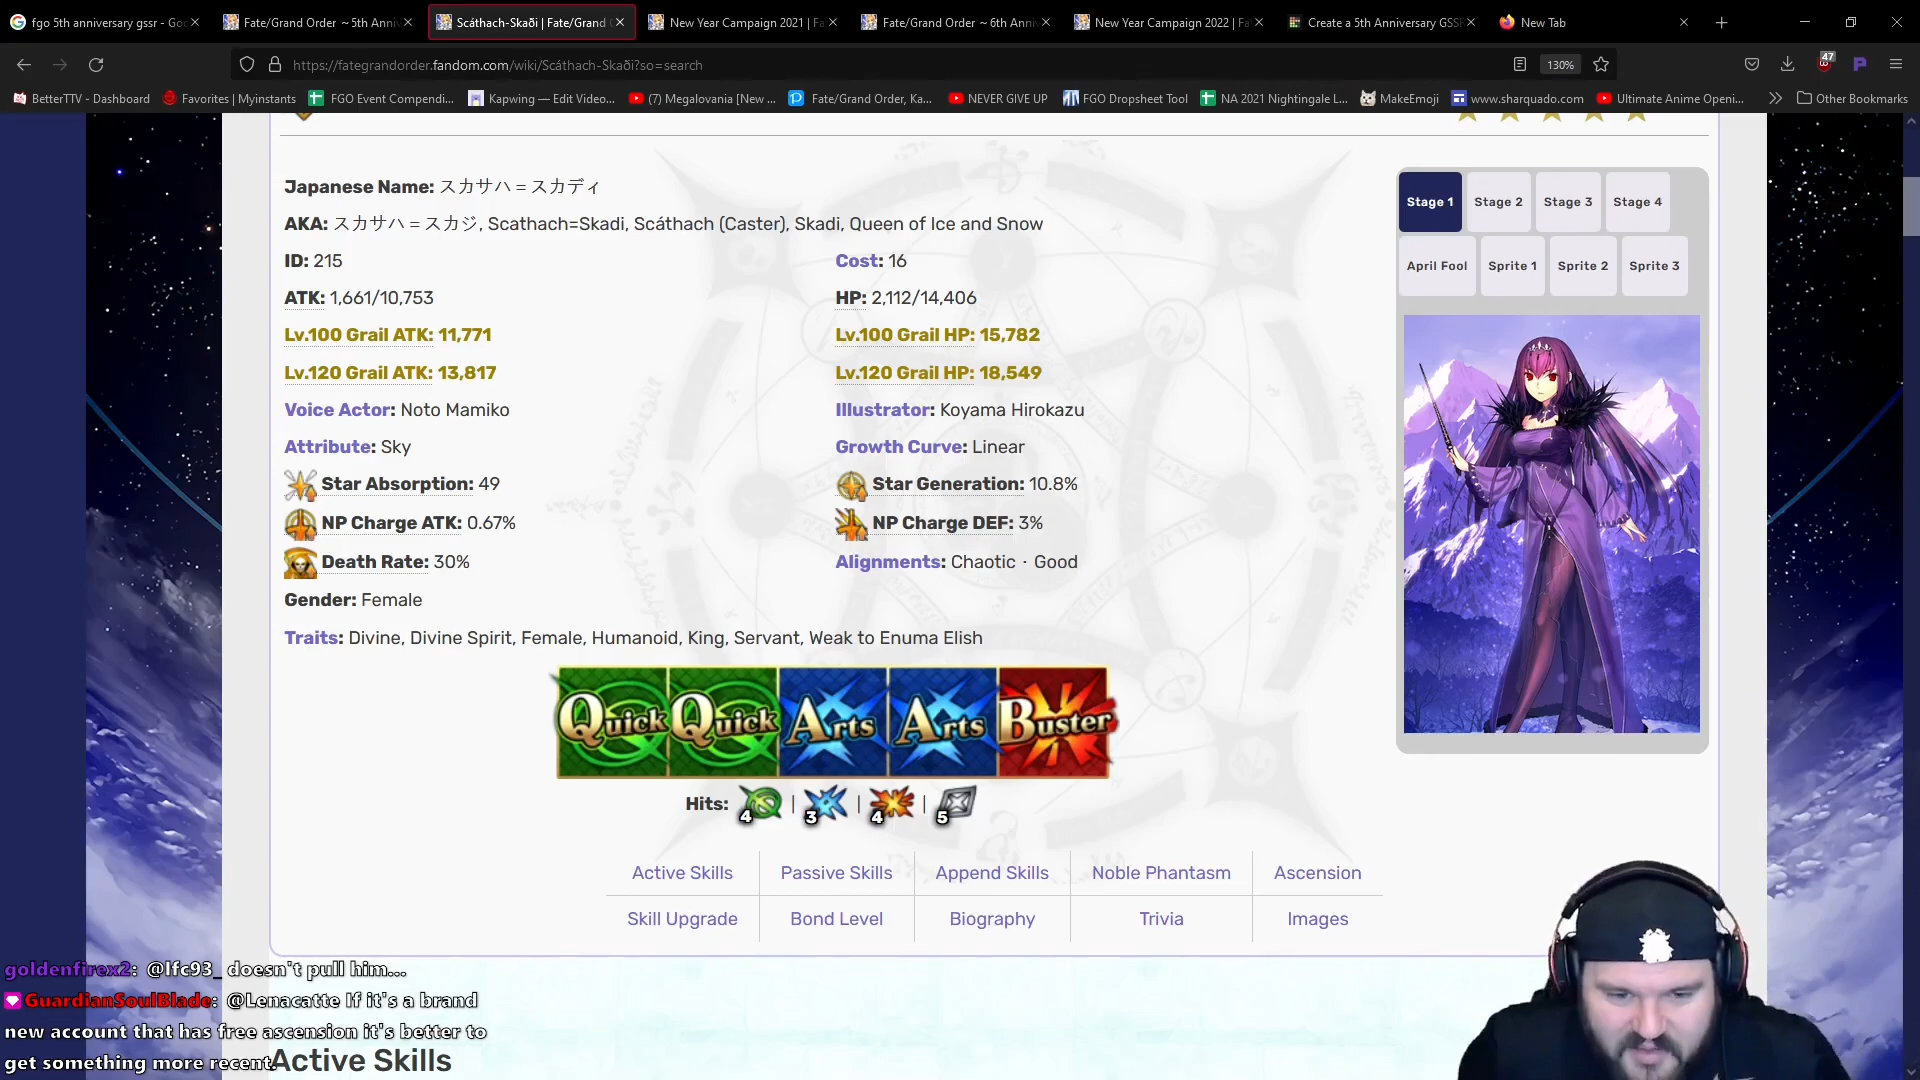 fgo 5th anniversary gssr - Goo
Fate/Grand Order ～5th Anniv
Scáthach-Skaði | Fate/Grand O
New Year Campaign 2021 | Fa
Fate/Grand Order ～6th Anni
New Year Campaign 2022 | Fa
Create a 5th Anniversary GSSR
New Tab
https://fategrandorder.fandom.com/wiki/Scáthach-Skaði?so=search
130%
47
BetterTTV - Dashboard
Favorites | Myinstants
FGO Event Compendi...
Kapwing — Edit Video...
(7) Megalovania [New ...
Fate/Grand Order, Ka...
NEVER GIVE UP
FGO Dropsheet Tool
NA 2021 Nightingale L...
MakeEmoji
www.sharquado.com
Ultimate Anime Openi...
Other Bookmarks
Japanese Name: スカサハ＝スカディ
AKA: スカサハ＝スカジ, Scathach=Skadi, Scáthach (Caster), Skadi, Queen of Ice and Snow
ID: 215
Cost: 16
ATK: 1,661/10,753
HP: 2,112/14,406
Lv.100 Grail ATK: 11,771
Lv.100 Grail HP: 15,782
Lv.120 Grail ATK: 13,817
Lv.120 Grail HP: 18,549
Voice Actor: Noto Mamiko
Illustrator: Koyama Hirokazu
Attribute: Sky
Growth Curve: Linear
Star Absorption: 49
Star Generation: 10.8%
NP Charge ATK: 0.67%
NP Charge DEF: 3%
Death Rate: 30%
Alignments: Chaotic · Good
Gender: Female
Traits: Divine, Divine Spirit, Female, Humanoid, King, Servant, Weak to Enuma Elish
Quick Quick Arts Arts Buster
Hits: 4 | 3 | 4 | 5
Active Skills
Passive Skills
Append Skills
Noble Phantasm
Ascension
Skill Upgrade
Bond Level
Biography
Trivia
Images
Stage 1
Stage 2
Stage 3
Stage 4
April Fool
Sprite 1
Sprite 2
Sprite 3
goldenfirex2: @lfc93_ doesn't pull him...
GuardianSoulBlade: @Lenacatte If it's a brand
new account that has free ascension it's better to
get something more recent.
Active Skills